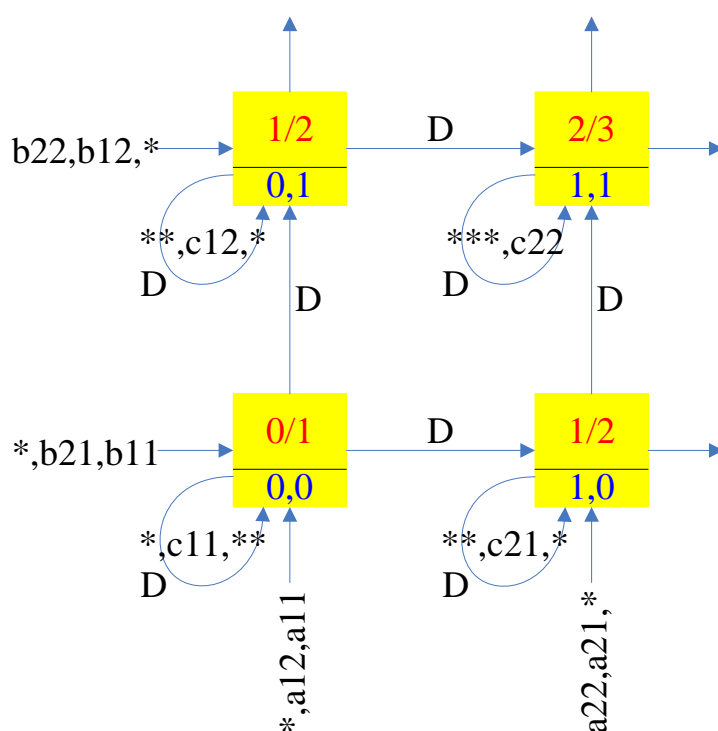 1/2
D
2/3
b22,b12,*
0,1
1,1
**,c12,*
***,c22
D
D
D
D
0/1
D
1/2
*,b21,b11
0,0
1,0
*,c11,**
**,c21,*
D
D
*,a12,a11
a22,a21,*